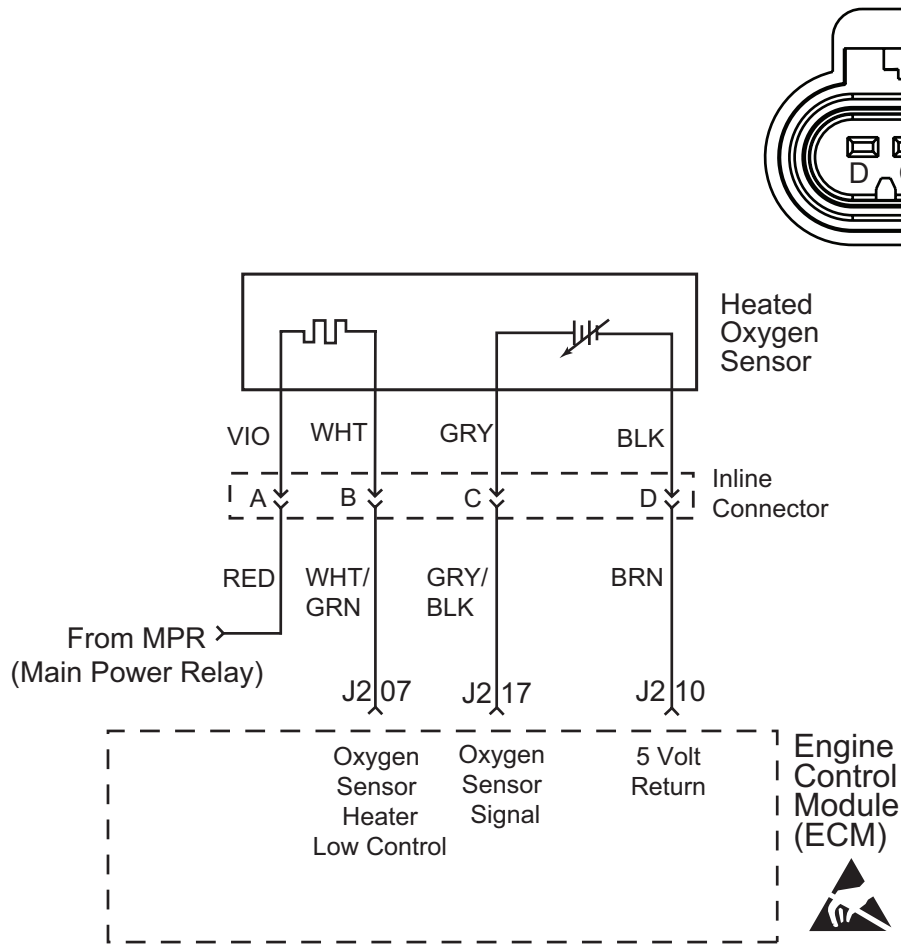 D
Heated
Oxygen
Sensor
VIO WHT GRY BLK
Inline
Connector
A B C D
RED WHT/
GRN GRY/
BLK BRN
From MPR
(Main Power Relay)
J2 07 J2 17 J2 10
Oxygen
Sensor
Heater
Low Control
Oxygen
Sensor
Signal
5 Volt
Return
Engine
Control
Module
(ECM)